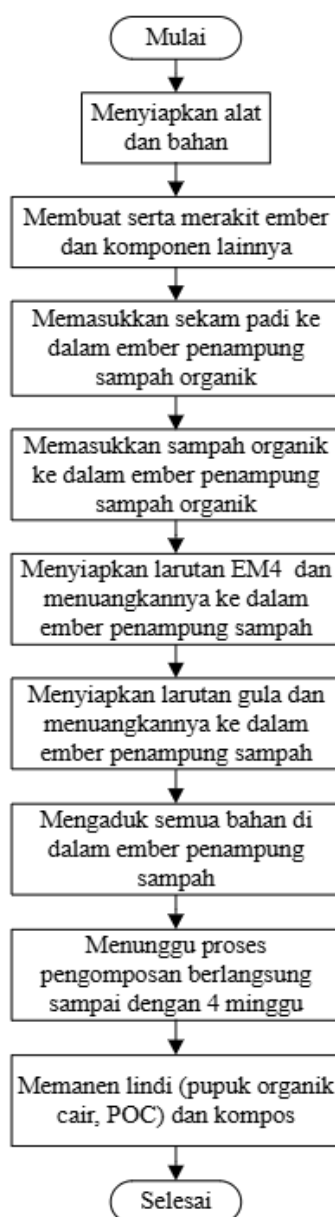 Mulai
Menyiapkan alat
dan bahan
Membuat serta merakit ember
dan komponen lainnya
Memasukkan sekam padi ke
dalam ember penampung
sampah organik
Memasukkan sampah organik
ke dalam ember penampung
sampah organik
Menyiapkan larutan EM4 dan
menuangkannya ke dalam
ember penampung sampah
Menyiapkan larutan gula dan
menuangkannya ke dalam
ember penampung sampah
Mengaduk semua bahan di
dalam ember penampung
sampah
Menunggu proses
pengomposan berlangsung
sampai dengan 4 minggu
Memanen lindi (pupuk organik
cair, POC) dan kompos
Selesai